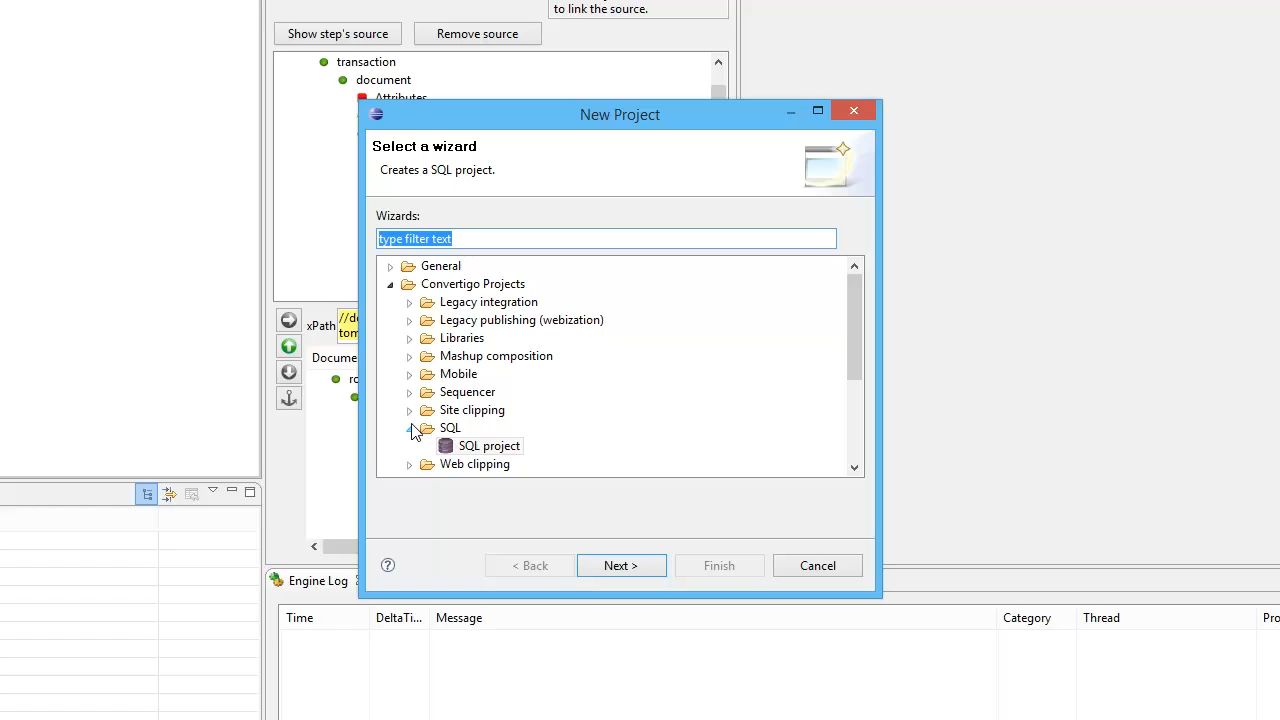 to link the source.
Show step's source
Remove source
transaction
document
Attributes
New Project
Select a wizard
Creates a SQL project.
Wizards:
type filter text
General
Convertigo Projects
Legacy integration
Legacy publishing (webization)
Libraries
Mashup composition
Mobile
Sequencer
Site clipping
SQL
SQL project
Web clipping
xPath
Docume
< Back
Next >
Finish
Cancel
Engine Log
Time
DeltaTi...
Message
Category
Thread